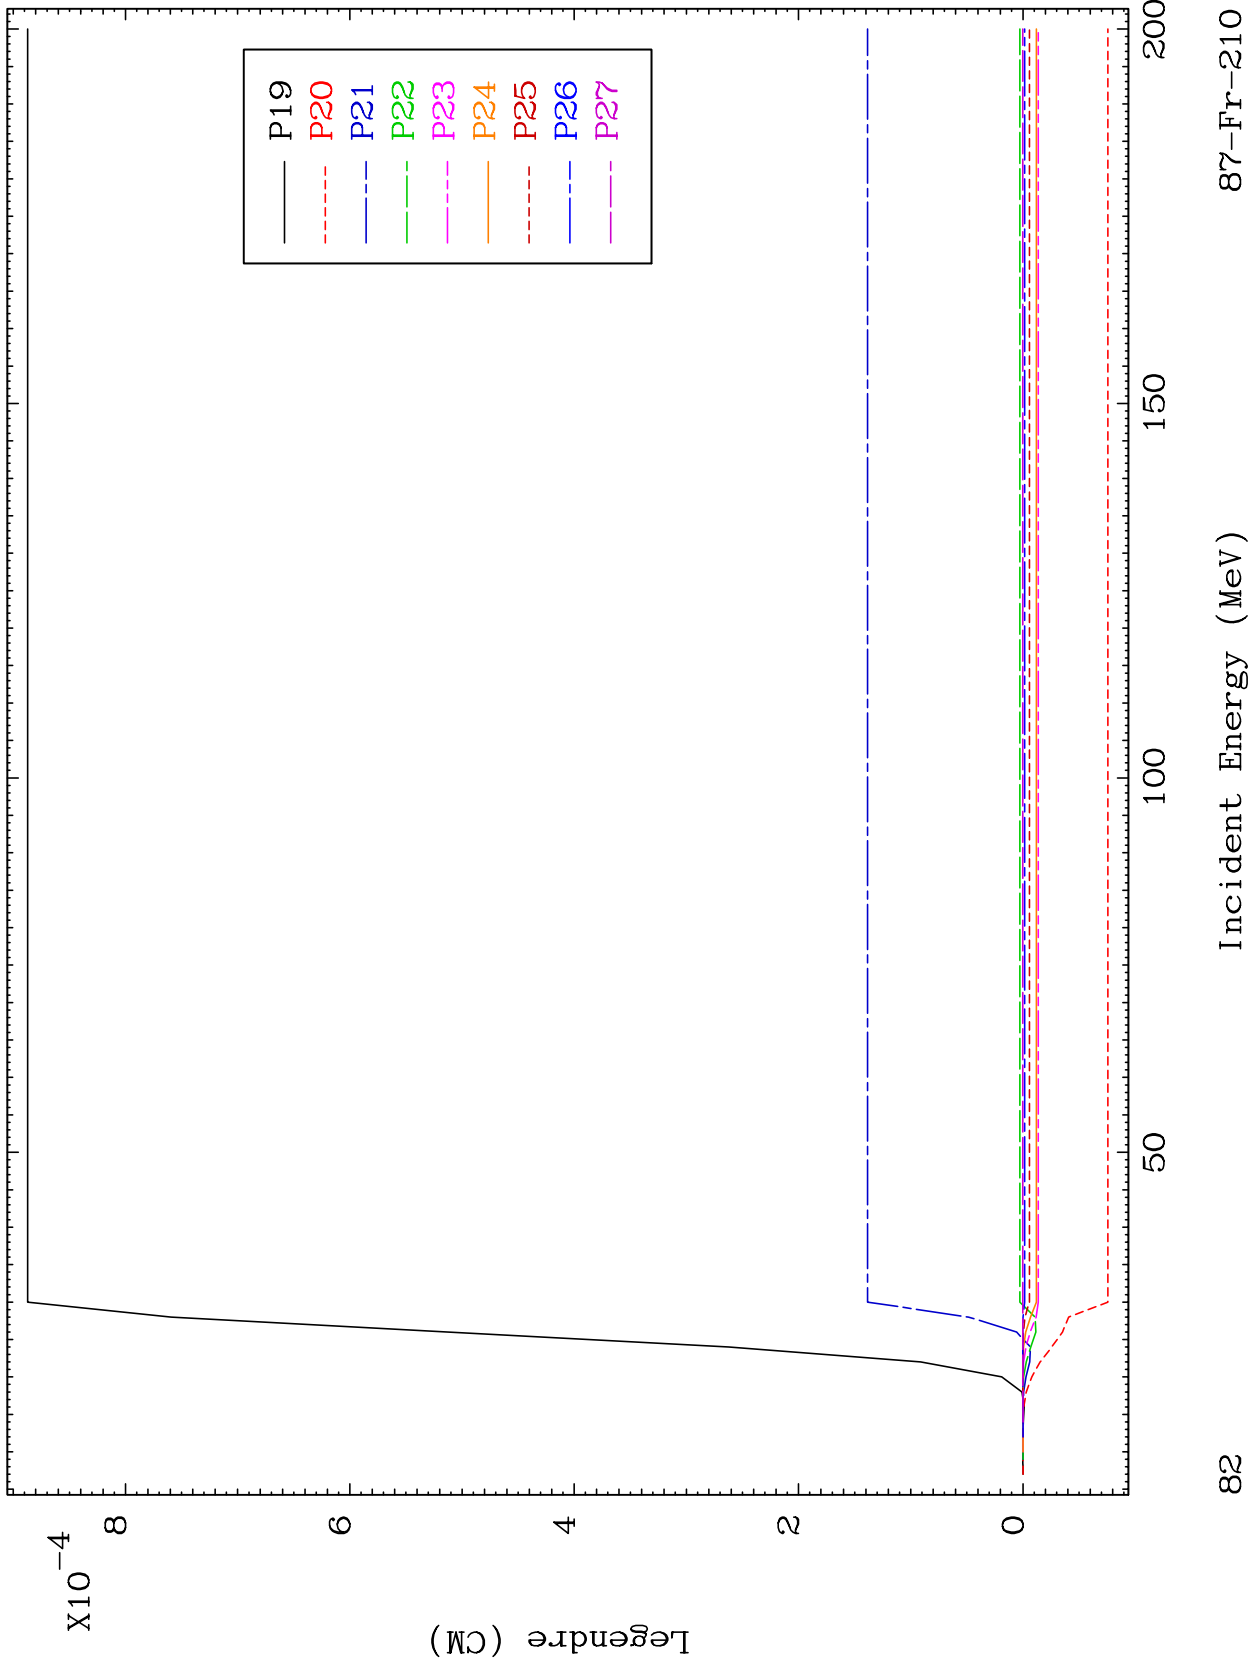 X10⁻⁴
8
6
4
2
0
Legendre (CM)
P19
P20
P21
P22
P23
P24
P25
P26
P27
50
100
150
200
82
Incident Energy (MeV)
87-Fr-210